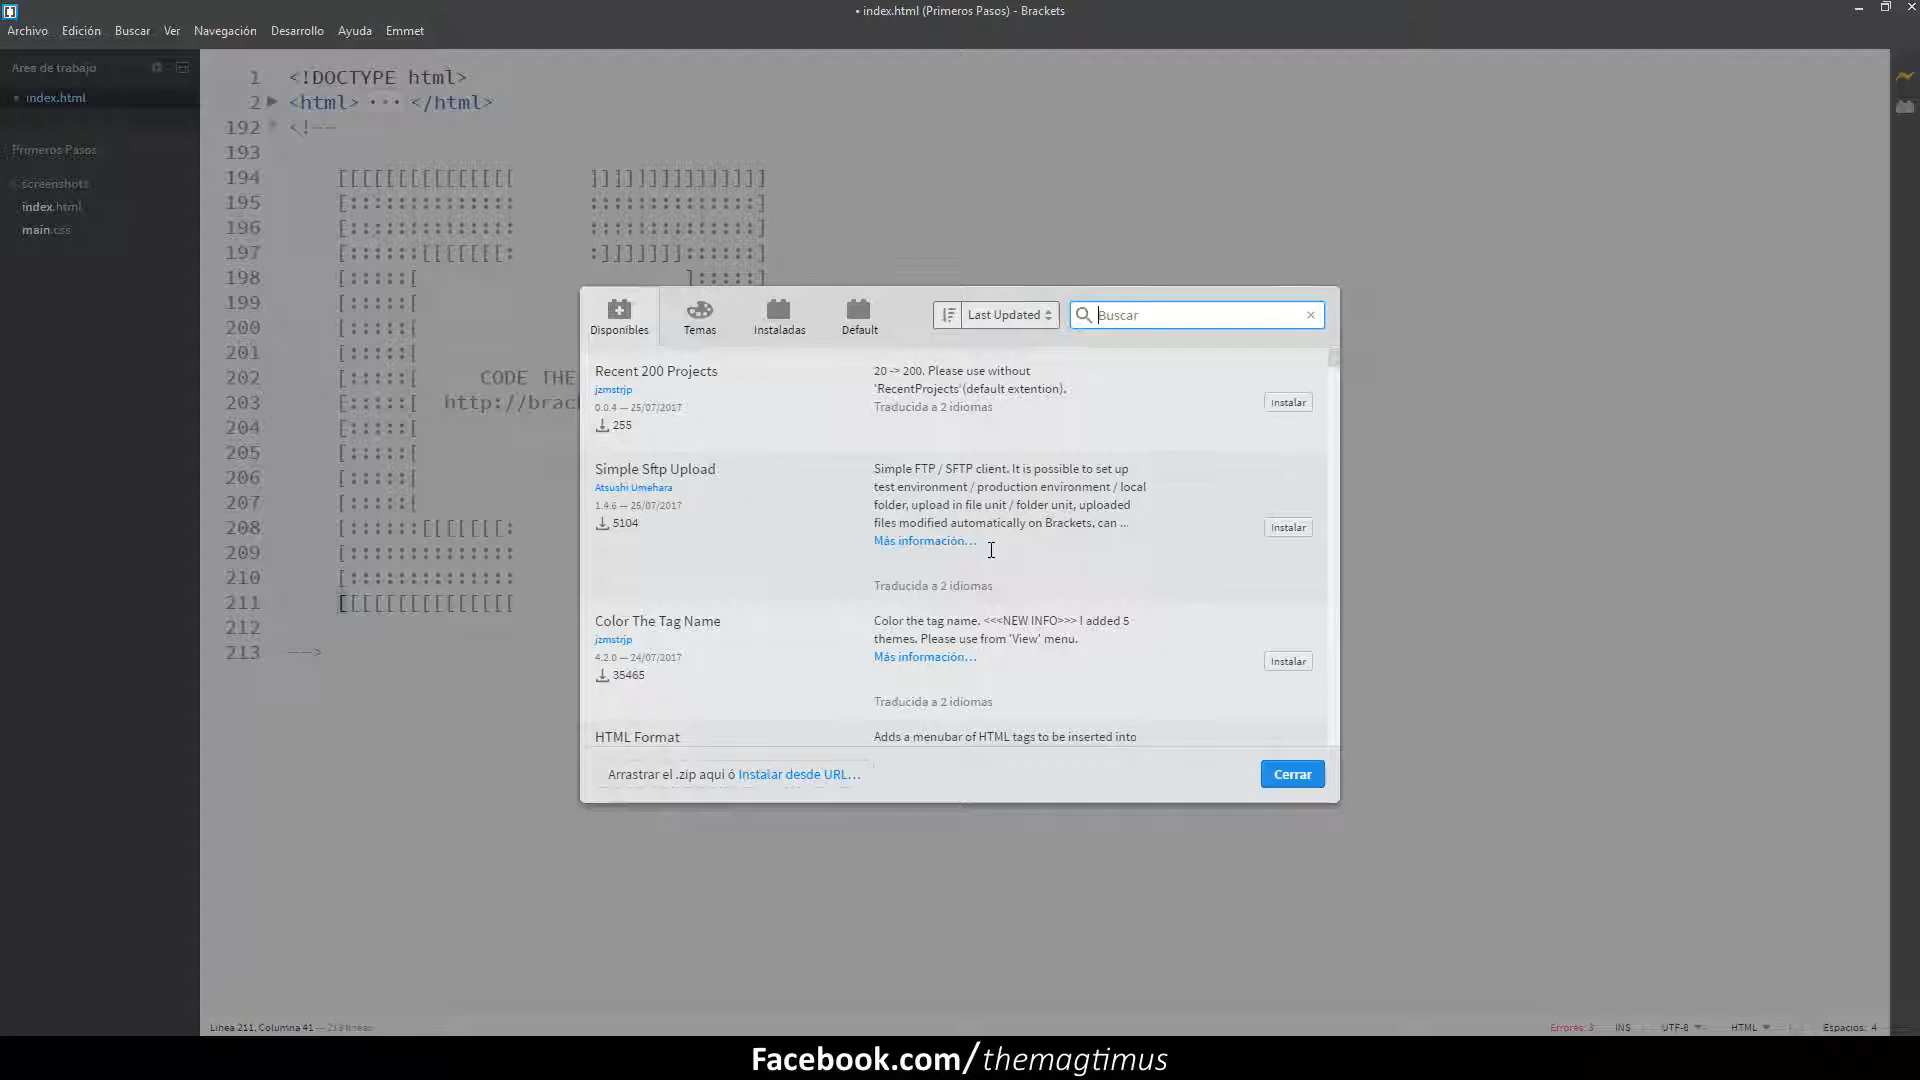 • index.html (Primeros Pasos) - Brackets
Archivo Edición Buscar Ver Navegación Desarrollo Ayuda Emmet
Area de trabajo
• index.html
Primeros Pasos
screenshots
index.html
main.css
1 <!DOCTYPE html>
2 <html> ··· </html>
192 <!--
193
194 [[[[[[[[[[[[[[[ ]]]]]]]]]]]]]]]
195 [:::::::::::::: ::::::::::::::]
196 [:::::::::::::: ::::::::::::::]
197 [::::::[[[[[[[: :]]]]]]]::::::]
198 [:::::[ ]:::::]
199 [:::::[
200 [:::::[
201 [:::::[
202 [:::::[ CODE THE
203 [:::::[ http://brac
204 [:::::[
205 [:::::[
206 [:::::[
207 [:::::[
208 [::::::[[[[[[[:
209 [::::::::::::::
210 [::::::::::::::
211 [[[[[[[[[[[[[[[
212
213 -->
Disponibles Temas Instaladas Default
Last Updated
Buscar
Recent 200 Projects
jzmstrjp
0.0.4 — 25/07/2017
255
20 -> 200. Please use without
'RecentProjects'(default extention).
Traducida a 2 idiomas
Instalar
Simple Sftp Upload
Atsushi Umehara
1.4.6 — 25/07/2017
5104
Simple FTP / SFTP client. It is possible to set up
test environment / production environment / local
folder, upload in file unit / folder unit, uploaded
files modified automatically on Brackets, can ...
Más información...
Traducida a 2 idiomas
Instalar
Color The Tag Name
jzmstrjp
4.2.0 — 24/07/2017
35465
Color the tag name. <<<NEW INFO>>> I added 5
themes. Please use from 'View' menu.
Más información...
Traducida a 2 idiomas
Instalar
HTML Format
Adds a menubar of HTML tags to be inserted into
Arrastrar el .zip aquí ó Instalar desde URL...
Cerrar
Línea 211, Columna 41 — 213 líneas
Errores: 3 INS UTF-8 HTML Espacios: 4
Facebook.com/themagtimus